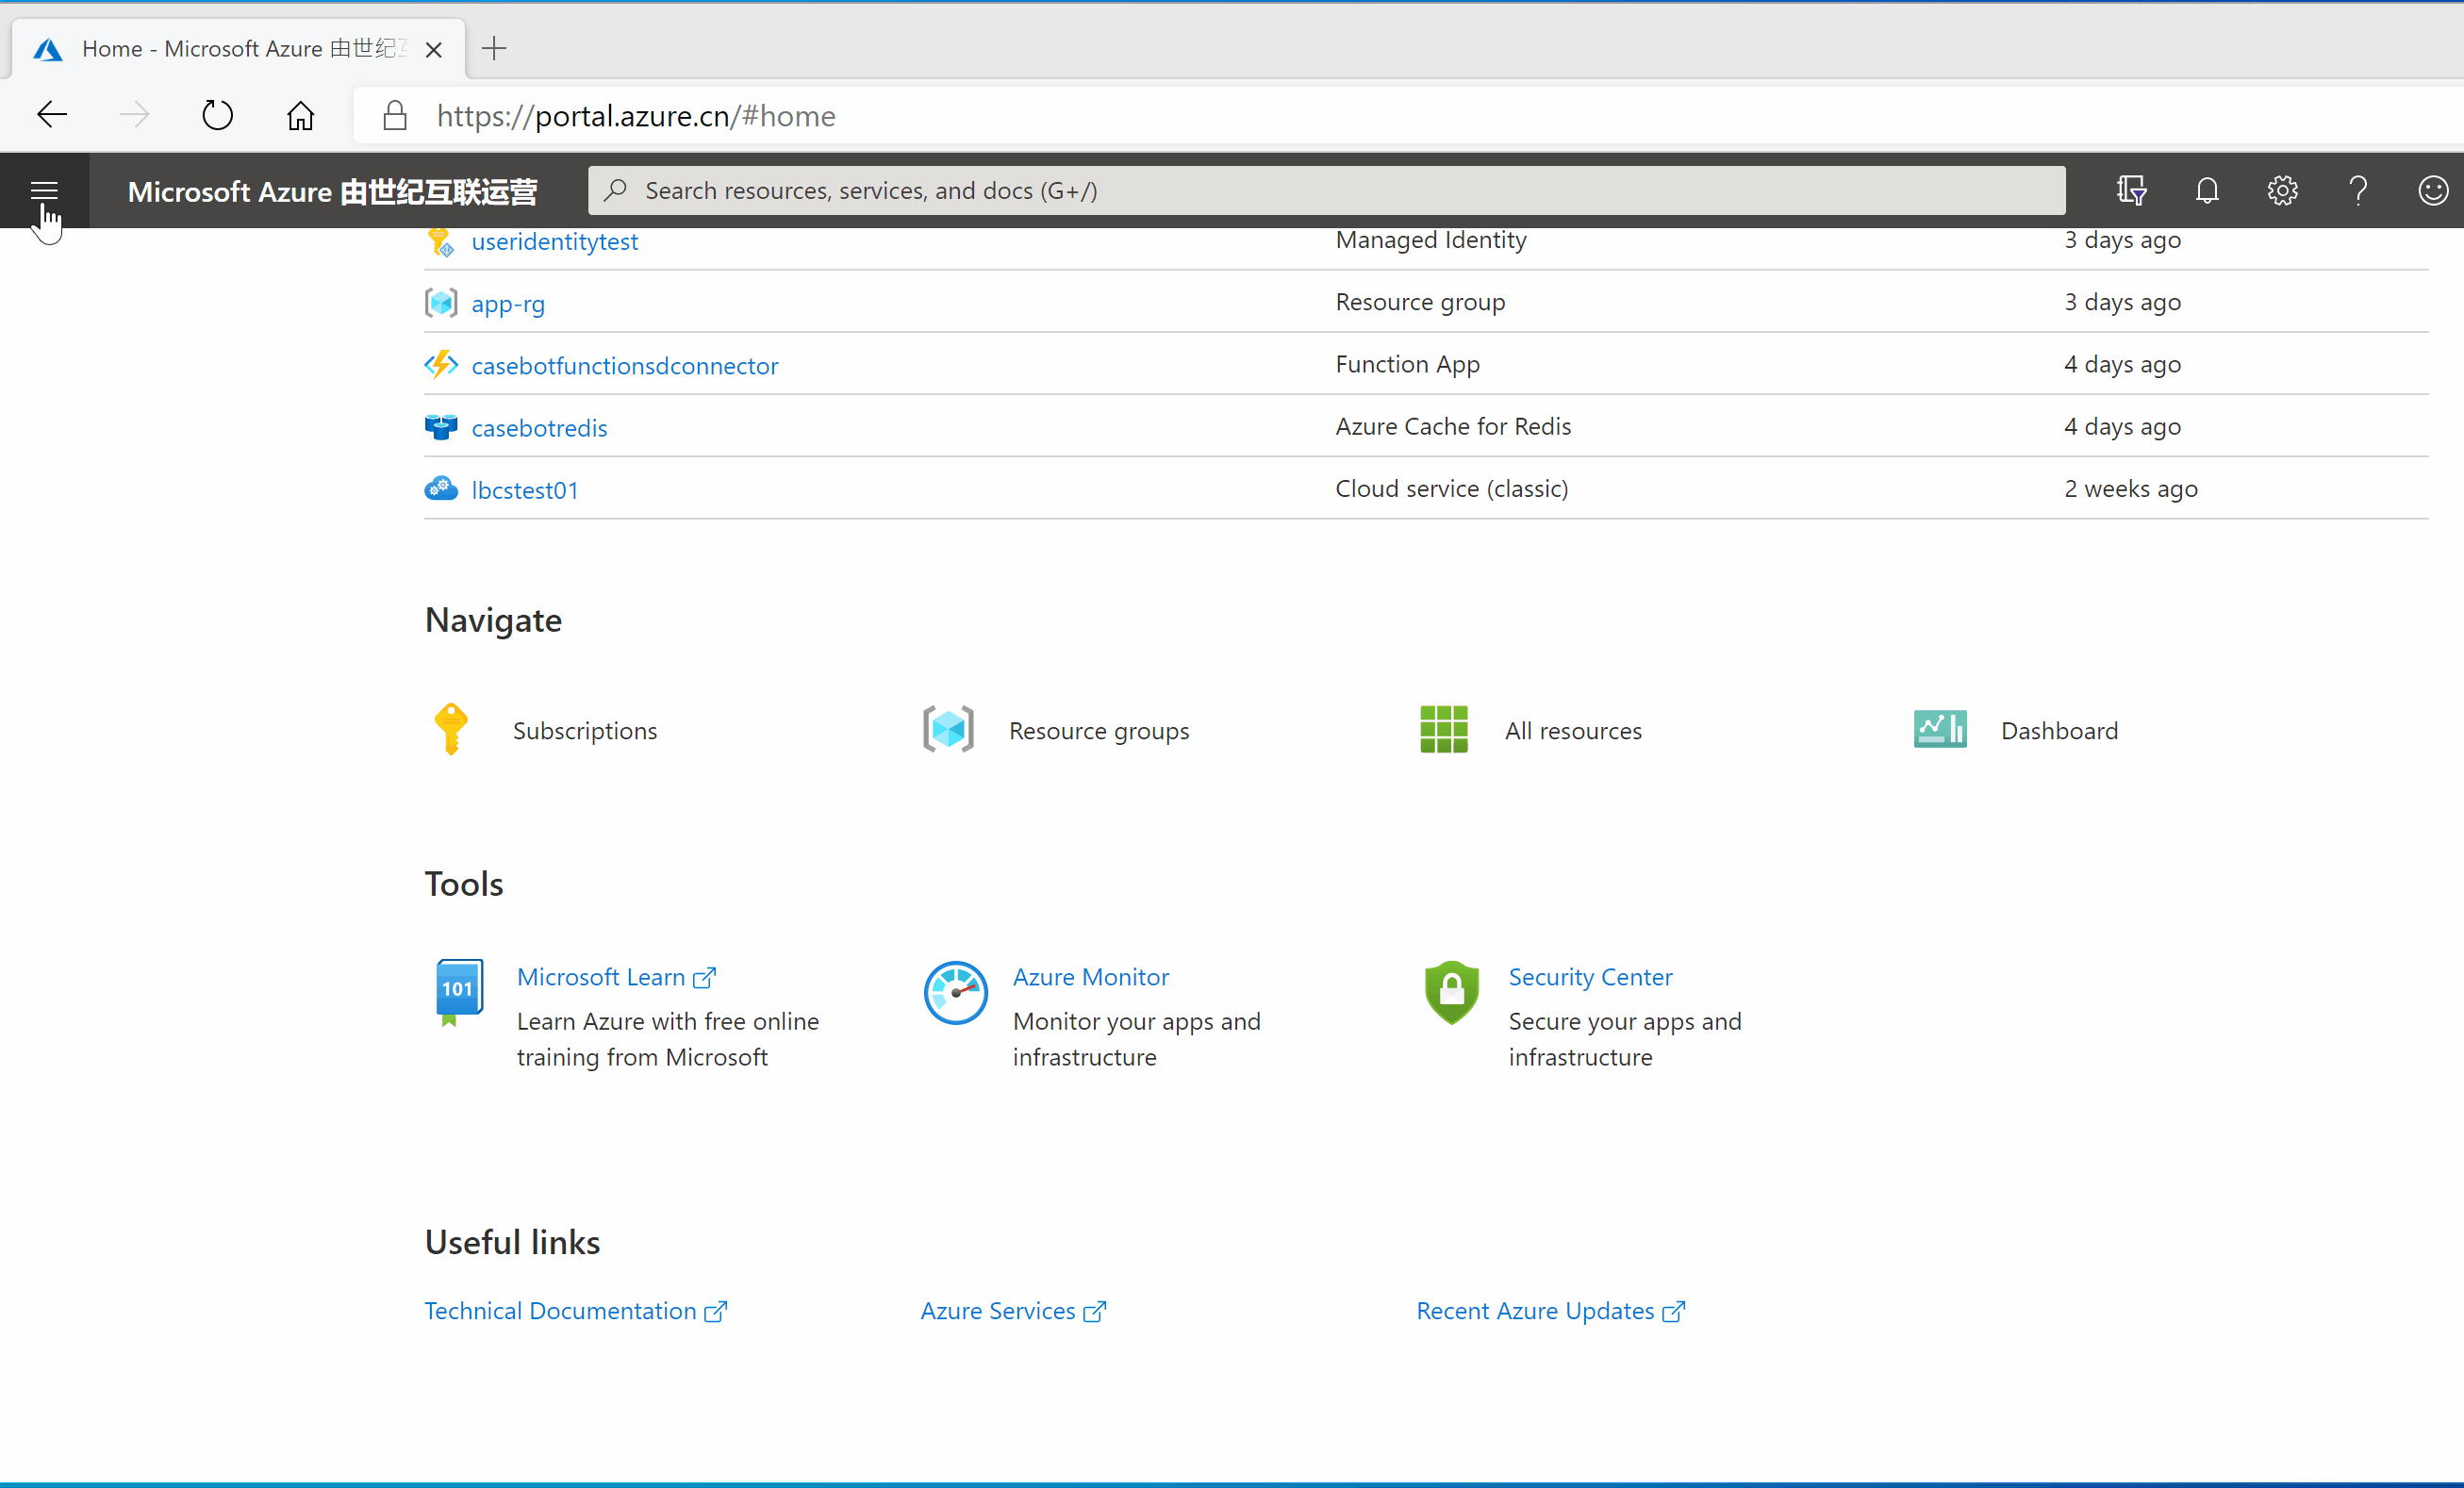 Home - Microsoft Azure 由世纪
https://portal.azure.cn/#home
Microsoft Azure 由世纪互联运营
Search resources, services, and docs (G+/)
useridentitytest Managed Identity 3 days ago
app-rg Resource group 3 days ago
casebotfunctionsdconnector Function App 4 days ago
casebotredis Azure Cache for Redis 4 days ago
lbcstest01 Cloud service (classic) 2 weeks ago
Navigate
Subscriptions Resource groups All resources Dashboard
Tools
101
Microsoft Learn
Learn Azure with free online
training from Microsoft
Azure Monitor
Monitor your apps and
infrastructure
Security Center
Secure your apps and
infrastructure
Useful links
Technical Documentation Azure Services Recent Azure Updates